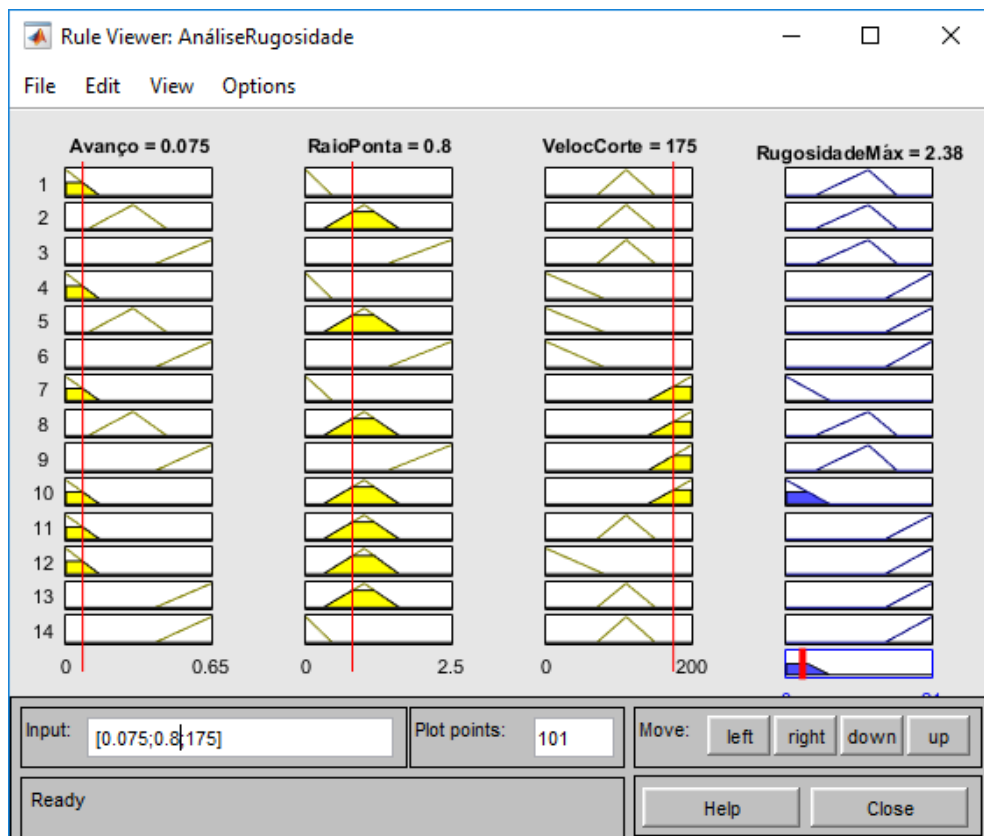 Rule Viewer: AnáliseRugosidade
File Edit View Options
Avanço = 0.075 RaioPonta = 0.8 VelocCorte = 175 RugosidadeMáx = 2.38
1
2
3
4
5
6
7
8
9
10
11
12
13
14
0 0.65 0 2.5 0 200
Input: [0.075;0.8;175] Plot points: 101 Move: left right down up
Ready Help Close